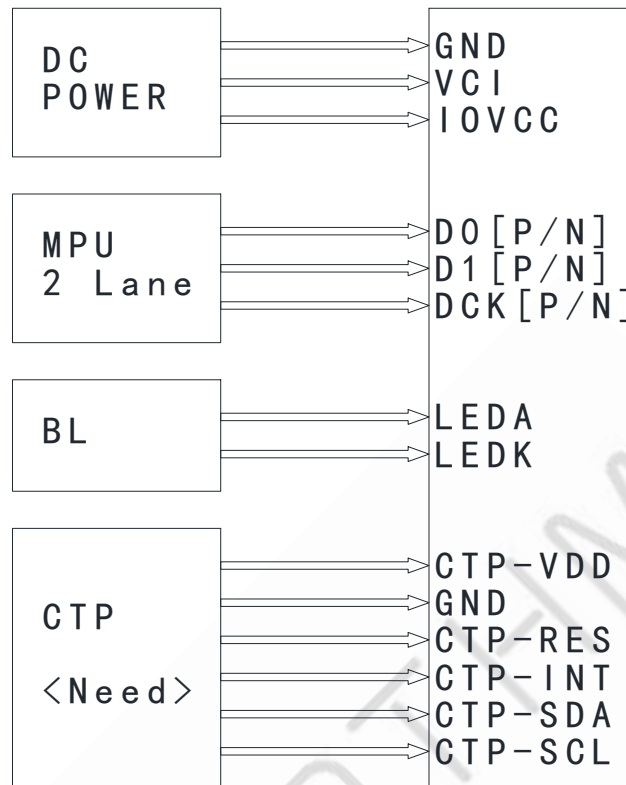 DC
POWER
GND
VCI
IOVCC
MPU
2 Lane
D0[P/N]
D1[P/N]
DCK[P/N]
BL
LEDA
LEDK
CTP
<Need>
CTP-VDD
GND
CTP-RES
CTP-INT
CTP-SDA
CTP-SCL